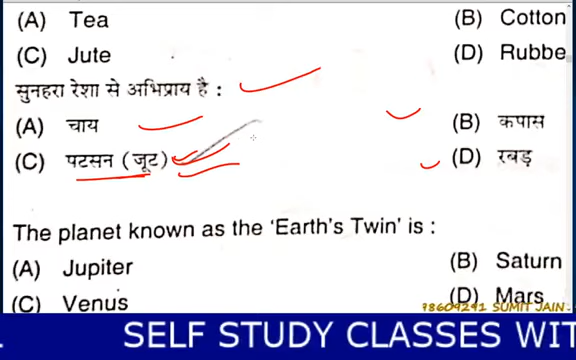 (A) Tea (B) Cotton
(C) Jute (D) Rubbe
सुनहरा रेशा से अभिप्राय है :
(A) चाय (B) कपास
(C) पटसन (जूट) (D) रबड़
The planet known as the ‘Earth's Twin’ is :
(A) Jupiter (B) Saturn
(C) Venus (D) Mars
78609291 SUMIT JAIN
SELF STUDY CLASSES WIT